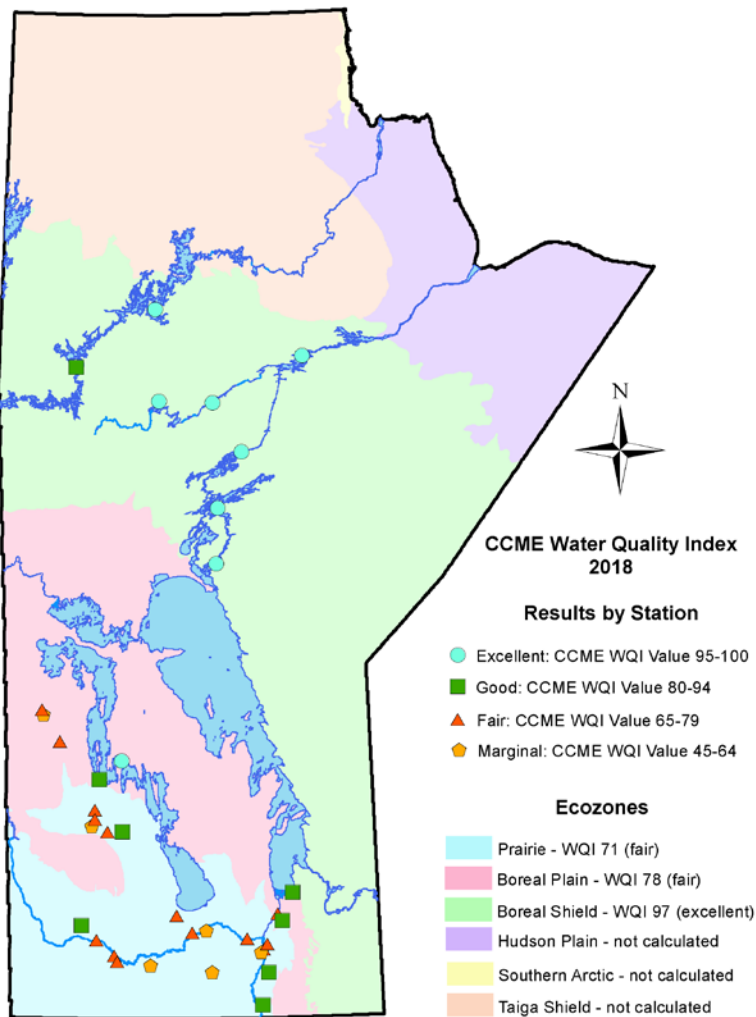 N
CCME Water Quality Index
2018
Results by Station
Excellent: CCME WQI Value 95-100
Good: CCME WQI Value 80-94
Fair: CCME WQI Value 65-79
Marginal: CCME WQI Value 45-64
Ecozones
Prairie - WQI 71 (fair)
Boreal Plain - WQI 78 (fair)
Boreal Shield - WQI 97 (excellent)
Hudson Plain - not calculated
Southern Arctic - not calculated
Taiga Shield - not calculated